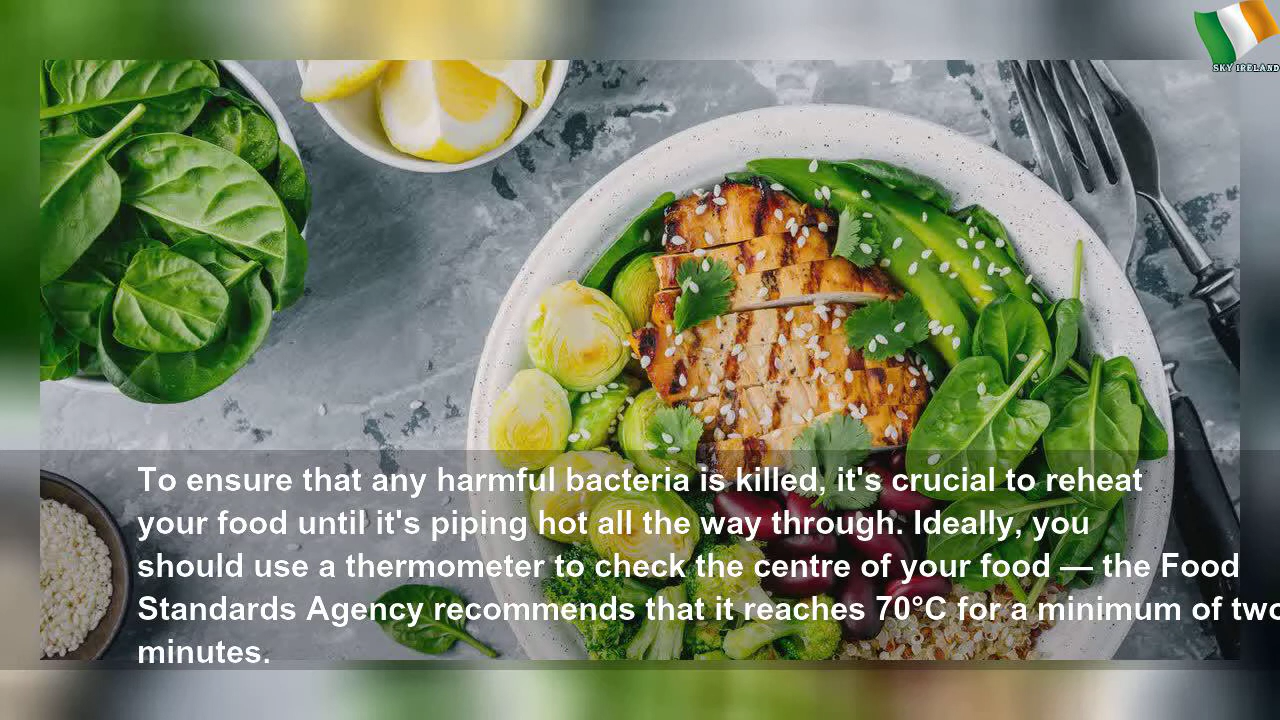 SKY IRELAND
To ensure that any harmful bacteria is killed, it's crucial to reheat
your food until it's piping hot all the way through. Ideally, you
should use a thermometer to check the centre of your food — the Food
Standards Agency recommends that it reaches 70°C for a minimum of two
minutes.